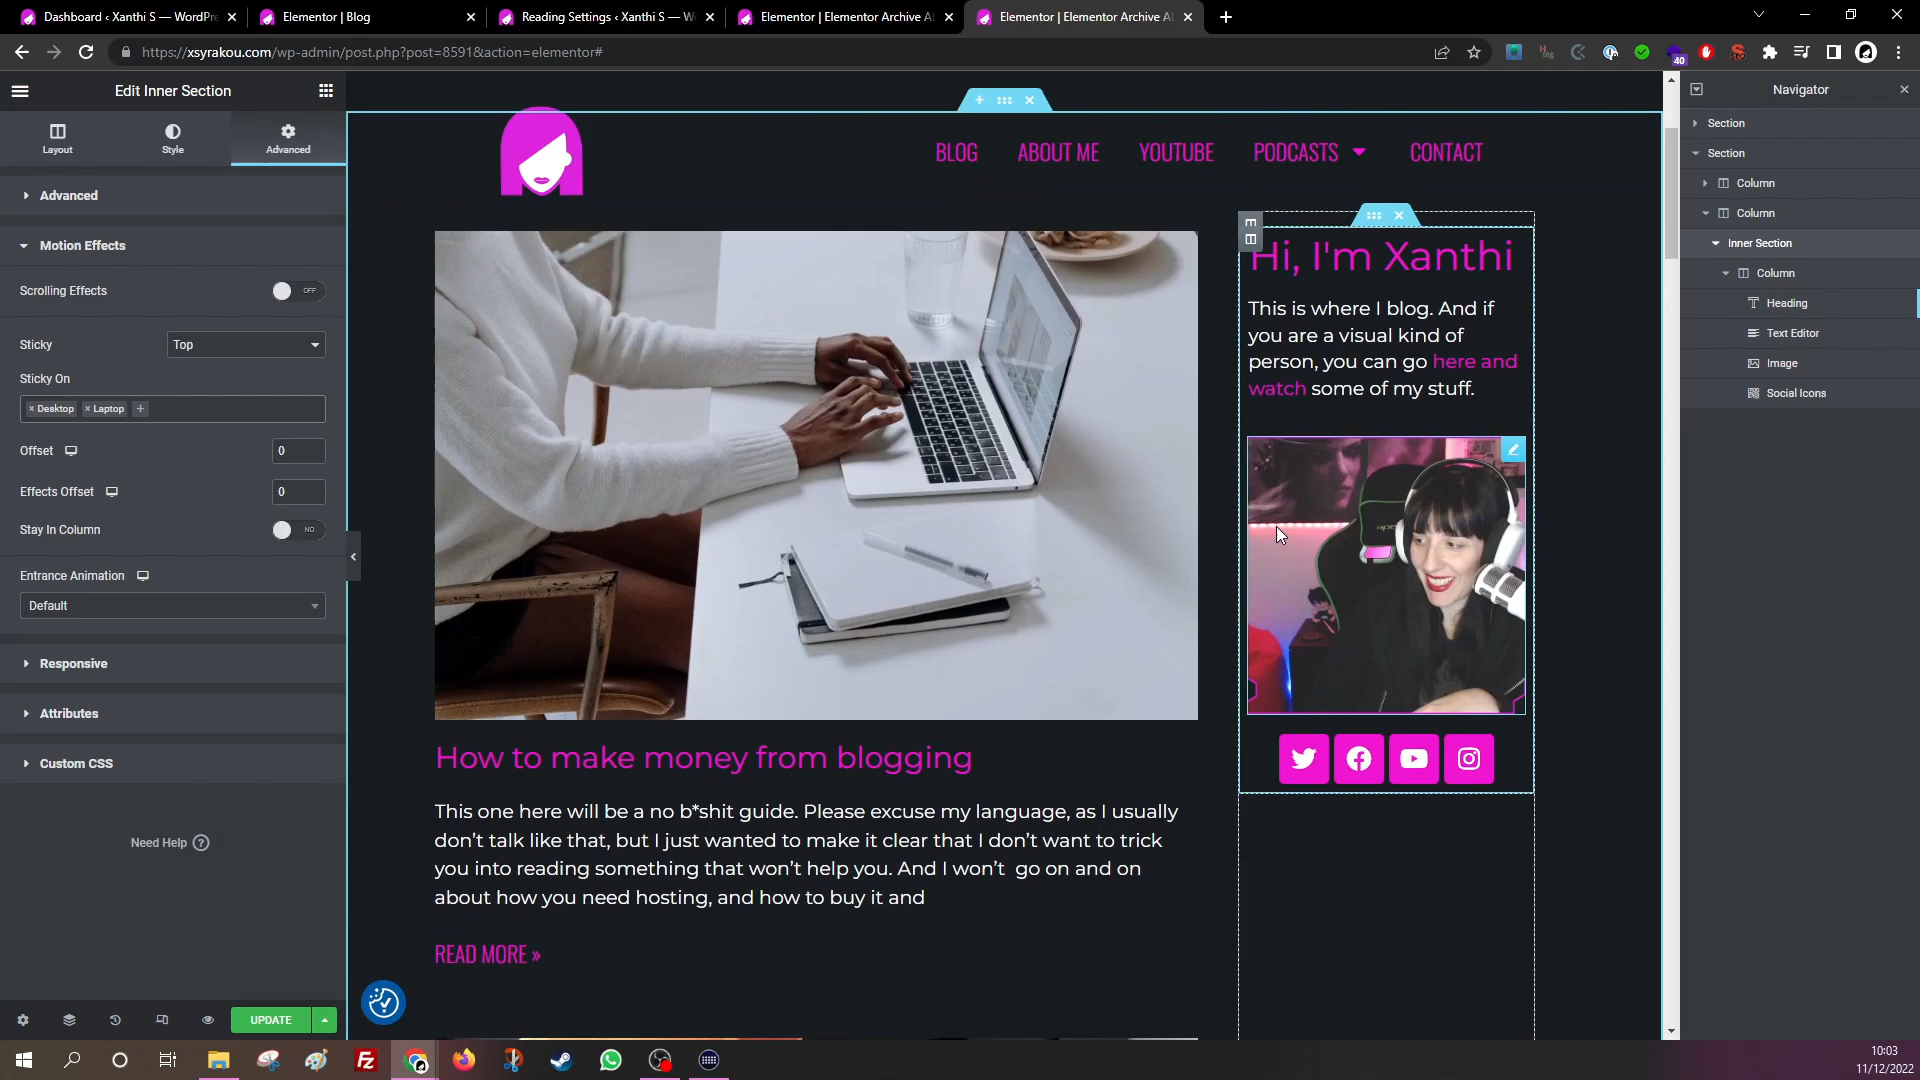 Dashboard ‹ Xanthi S — WordPre
Elementor | Blog
Reading Settings ‹ Xanthi S — W
Elementor | Elementor Archive Al
Elementor | Elementor Archive Al
https://xsyrakou.com/wp-admin/post.php?post=8591&action=elementor#
40
Edit Inner Section
Layout
Style
Advanced
Advanced
Motion Effects
Scrolling Effects
OFF
Sticky
Top
Sticky On
× Desktop × Laptop +
Offset
0
Effects Offset
0
Stay In Column
NO
Entrance Animation
Default
Responsive
Attributes
Custom CSS
Need Help ?
UPDATE
BLOG
ABOUT ME
YOUTUBE
PODCASTS
CONTACT
Hi, I'm Xanthi
This is where I blog. And if
you are a visual kind of
person, you can go here and
watch some of my stuff.
How to make money from blogging
This one here will be a no b*shit guide. Please excuse my language, as I usually
don't talk like that, but I just wanted to make it clear that I don't want to trick
you into reading something that won't help you. And I won't go on and on
about how you need hosting, and how to buy it and
READ MORE »
Navigator
Section
Section
Column
Column
Inner Section
Column
Heading
Text Editor
Image
Social Icons
10:03
11/12/2022